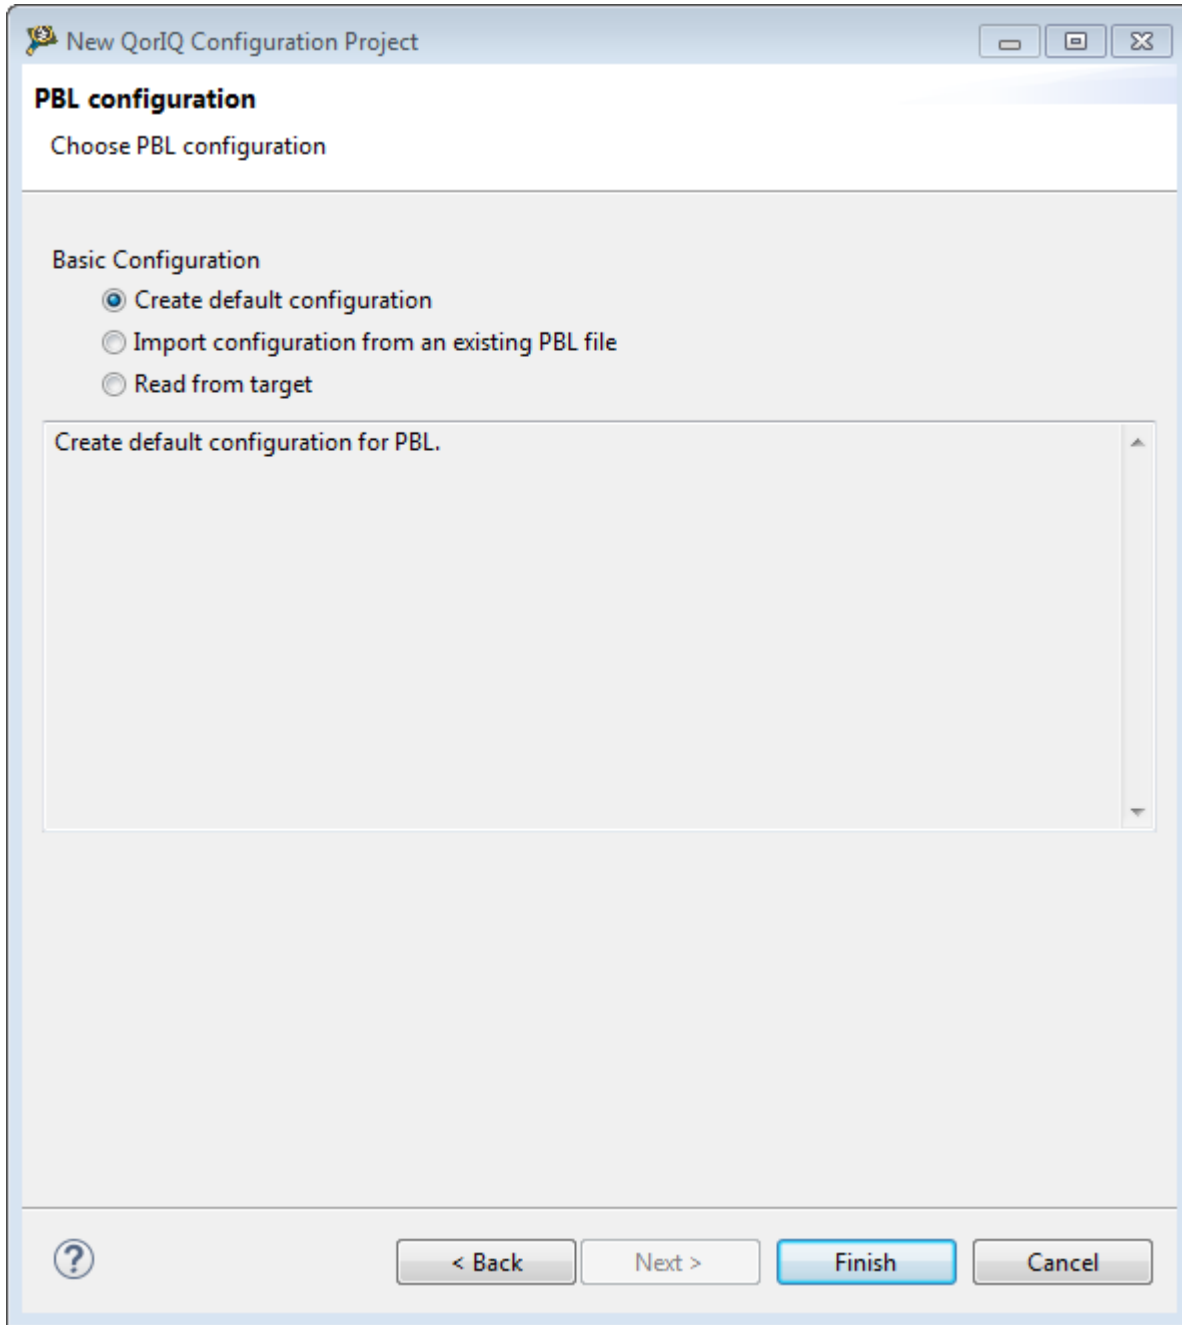 New QorIQ Configuration Project
PBL configuration
Choose PBL configuration
Basic Configuration
Create default configuration
Import configuration from an existing PBL file
Read from target
Create default configuration for PBL.
?
< Back
Next >
Finish
Cancel